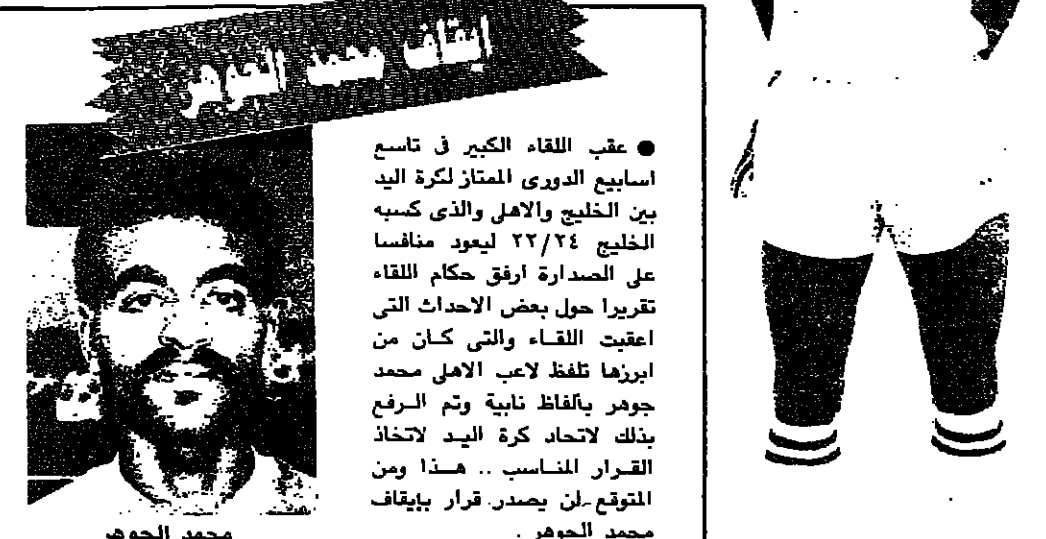 إيقاف محمد الجوهر
● عقب اللقاء الكبير في تاسع
اسابيع الدورى الممتاز لكرة اليد
بين الخليج والاهلى والذى كسبه
الخليج ٢٢/٢٤ ليعود منافسا
على الصدارة ارفق حكام اللقاء
تقريرا حول بعض الاحداث التى
اعقبت اللقاء والتى كان من
ابرزها تلفظ لاعب الاهلى محمد
جوهر بألفاظ نابية وتم الرفع
بذلك لاتحاد كرة اليد لاتخاذ
القرار المناسب .. هذا ومن
المتوقع لن يصدر قرار بإيقاف
محمد الجوهر .
محمد الجوهر